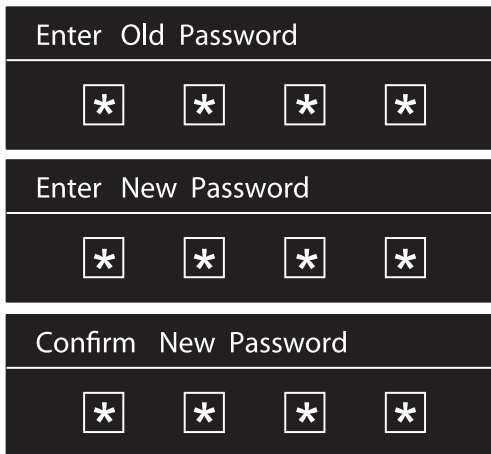 Enter Old Password
* * * *
Enter New Password
* * * *
Confirm New Password
* * * *